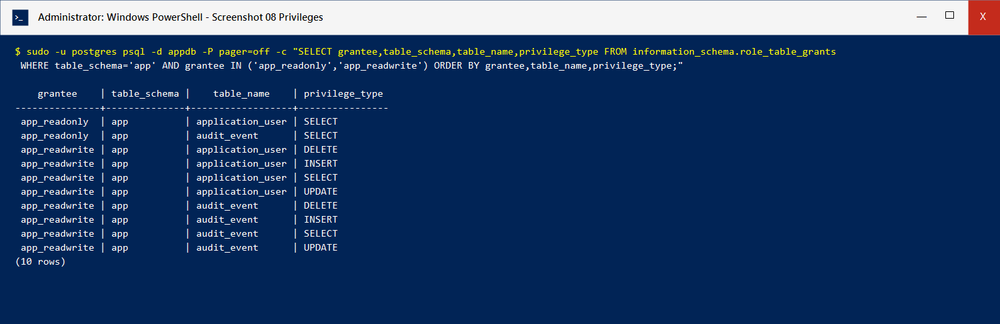 Administrator: Windows PowerShell - Screenshot 08 Privileges
$ sudo -u postgres psql -d appdb -P pager=off -c "SELECT grantee,table_schema,table_name,privilege_type FROM information_schema.role_table_grants
 WHERE table_schema='app' AND grantee IN ('app_readonly','app_readwrite') ORDER BY grantee,table_name,privilege_type;"
    grantee    | table_schema |    table_name    | privilege_type
---------------+--------------+------------------+----------------
 app_readonly  | app          | application_user | SELECT
 app_readonly  | app          | audit_event      | SELECT
 app_readwrite | app          | application_user | DELETE
 app_readwrite | app          | application_user | INSERT
 app_readwrite | app          | application_user | SELECT
 app_readwrite | app          | application_user | UPDATE
 app_readwrite | app          | audit_event      | DELETE
 app_readwrite | app          | audit_event      | INSERT
 app_readwrite | app          | audit_event      | SELECT
 app_readwrite | app          | audit_event      | UPDATE
(10 rows)